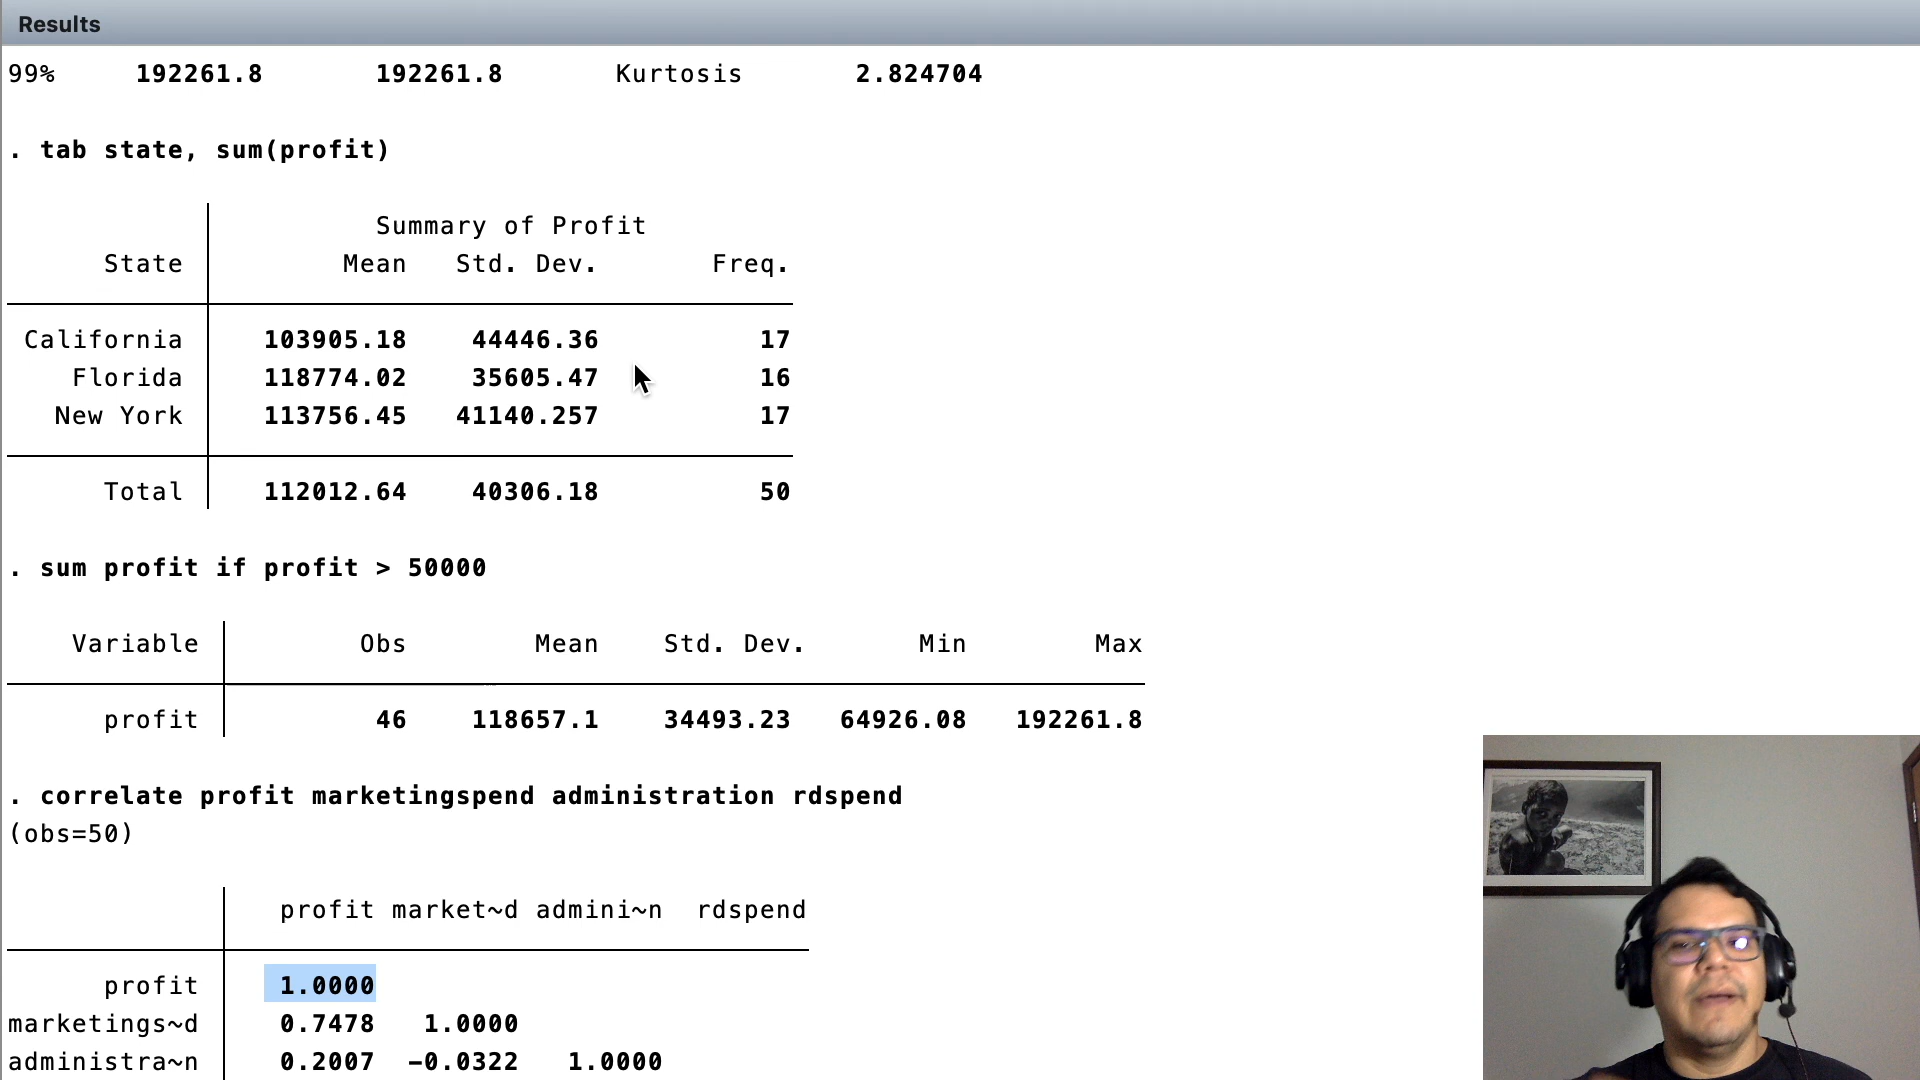 Results
99% 192261.8 192261.8 Kurtosis 2.824704
. tab state, sum(profit)
Summary of Profit
State Mean Std. Dev. Freq.
California 103905.18 44446.36 17
Florida 118774.02 35605.47 16
New York 113756.45 41140.257 17
Total 112012.64 40306.18 50
. sum profit if profit > 50000
Variable Obs Mean Std. Dev. Min Max
profit 46 118657.1 34493.23 64926.08 192261.8
. correlate profit marketingspend administration rdspend
(obs=50)
profit market~d admini~n rdspend
profit 1.0000
marketings~d 0.7478 1.0000
administra~n 0.2007 -0.0322 1.0000